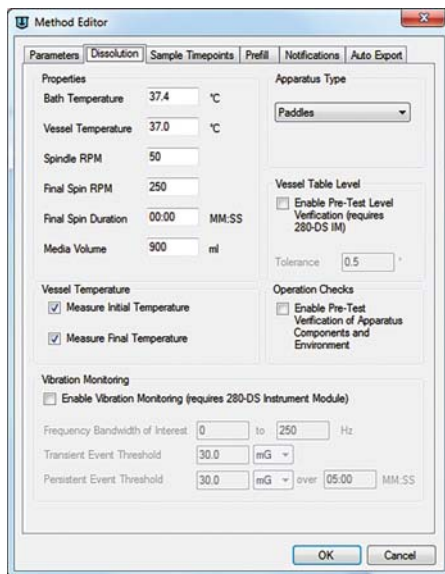 Method Editor
Parameters Dissolution Sample Timepoints Prefill Notifications Auto Export
Properties
Bath Temperature 37.4 °C
Vessel Temperature 37.0 °C
Spindle RPM 50
Final Spin RPM 250
Final Spin Duration 00:00 MM:SS
Media Volume 900 ml
Apparatus Type
Paddles
Vessel Table Level
Enable Pre-Test Level
Verification (requires
280-DS IM)
Tolerance 0.5 °
Vessel Temperature
Measure Initial Temperature
Measure Final Temperature
Operation Checks
Enable Pre-Test
Verification of Apparatus
Components and
Environment
Vibration Monitoring
Enable Vibration Monitoring (requires 280-DS Instrument Module)
Frequency Bandwidth of Interest 0 to 250 Hz
Transient Event Threshold 30.0 mG
Persistent Event Threshold 30.0 mG over 05:00 MM:SS
OK Cancel